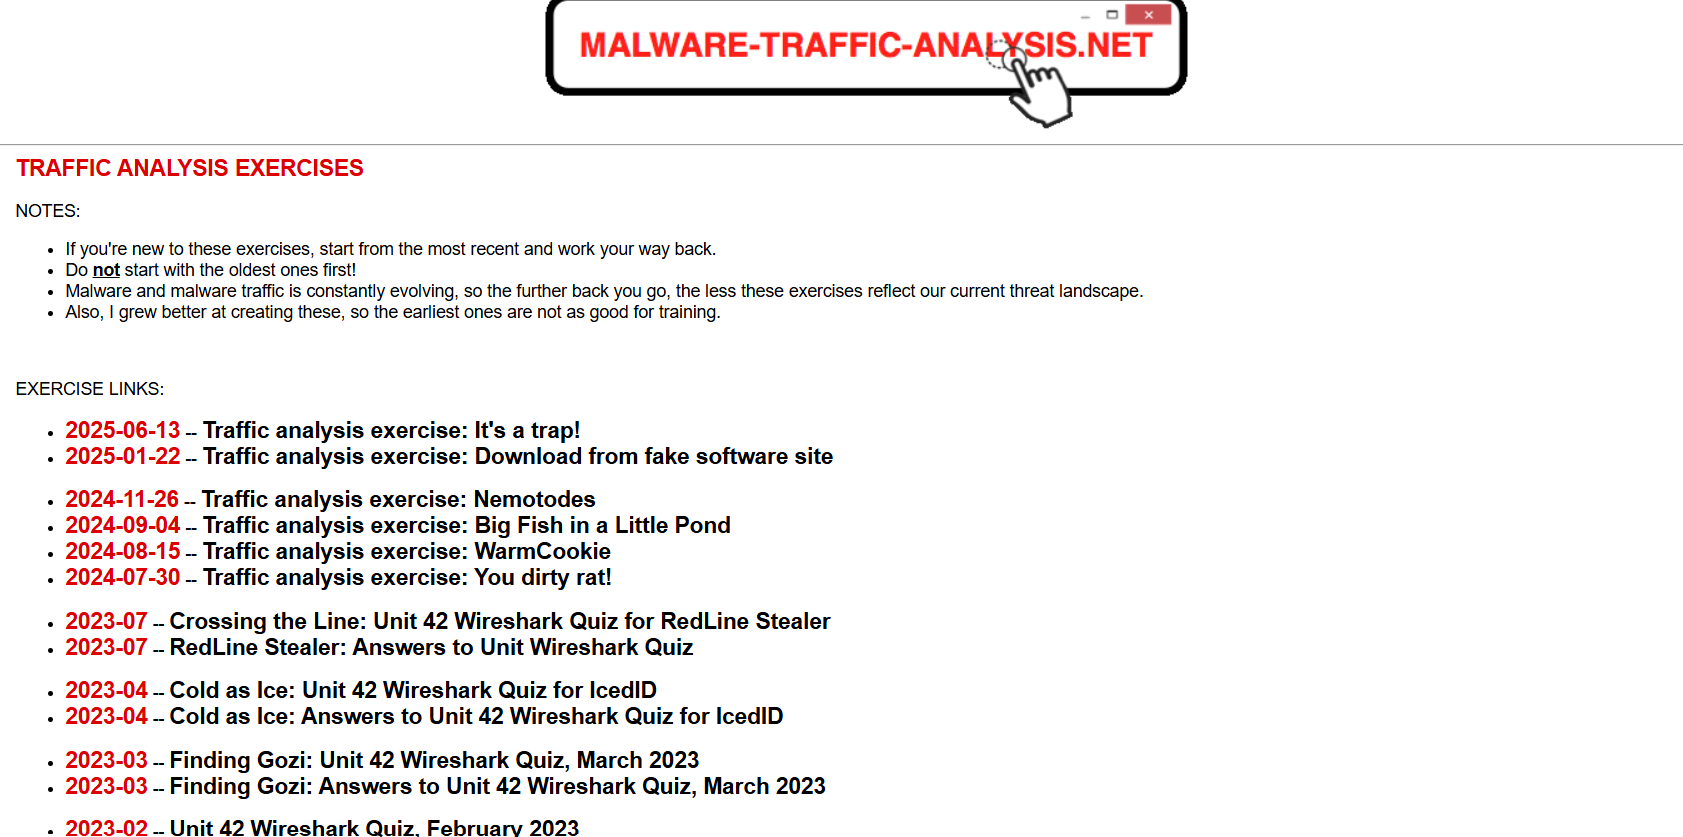 MALWARE-TRAFFIC-ANALYSIS.NET
TRAFFIC ANALYSIS EXERCISES
NOTES:
If you're new to these exercises, start from the most recent and work your way back.
Do not start with the oldest ones first!
Malware and malware traffic is constantly evolving, so the further back you go, the less these exercises reflect our current threat landscape.
Also, I grew better at creating these, so the earliest ones are not as good for training.
EXERCISE LINKS:
2025-06-13 -- Traffic analysis exercise: It's a trap!
2025-01-22 -- Traffic analysis exercise: Download from fake software site
2024-11-26 -- Traffic analysis exercise: Nemotodes
2024-09-04 -- Traffic analysis exercise: Big Fish in a Little Pond
2024-08-15 -- Traffic analysis exercise: WarmCookie
2024-07-30 -- Traffic analysis exercise: You dirty rat!
2023-07 -- Crossing the Line: Unit 42 Wireshark Quiz for RedLine Stealer
2023-07 -- RedLine Stealer: Answers to Unit Wireshark Quiz
2023-04 -- Cold as Ice: Unit 42 Wireshark Quiz for IcedID
2023-04 -- Cold as Ice: Answers to Unit 42 Wireshark Quiz for IcedID
2023-03 -- Finding Gozi: Unit 42 Wireshark Quiz, March 2023
2023-03 -- Finding Gozi: Answers to Unit 42 Wireshark Quiz, March 2023
2023-02 -- Unit 42 Wireshark Quiz, February 2023